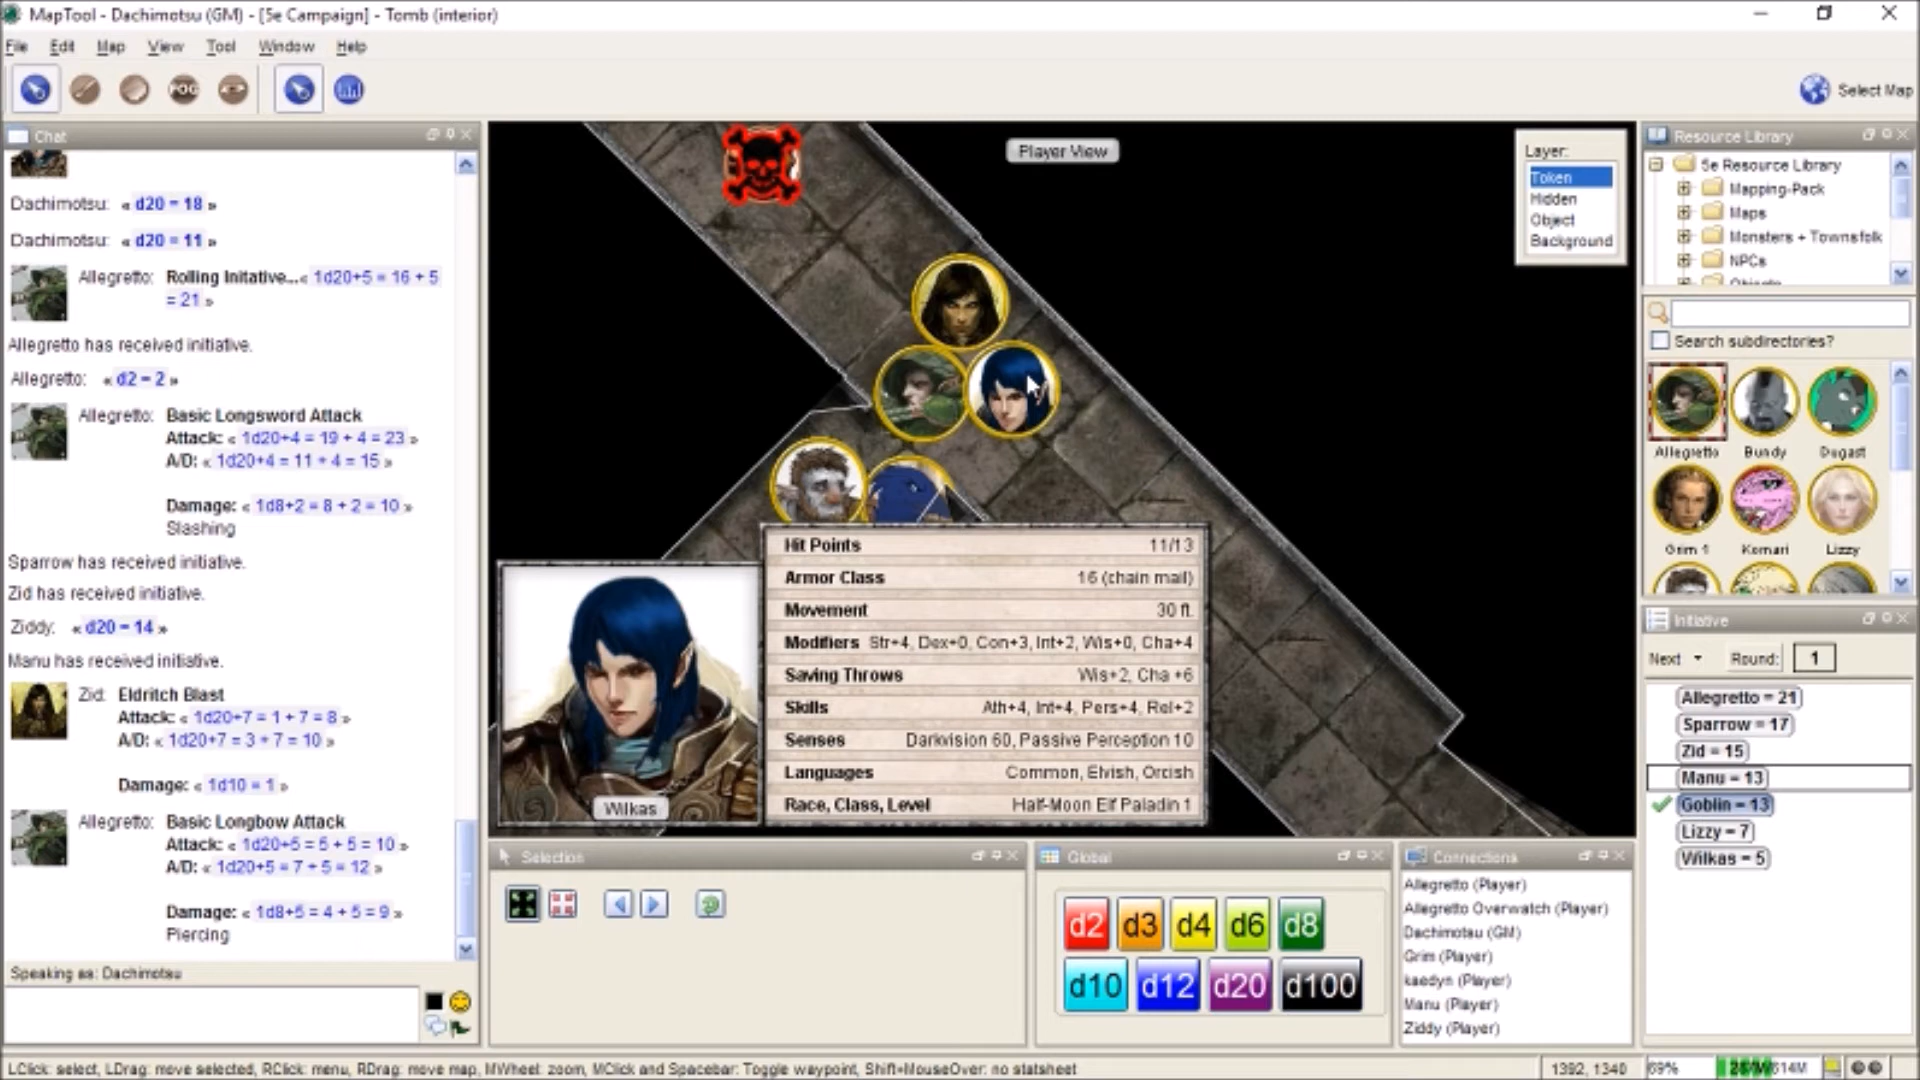 MapTool - Dachimotsu (GM) - [5e Campaign] - Tomb (interior)
File Edit Map View Tool Window Help
FOG
Select Map
Chat
Dachimotsu: « d20 = 18 »
Dachimotsu: « d20 = 11 »
Allegretto: Rolling Initative...« 1d20+5 = 16 + 5
= 21 »
Allegretto has received initiative.
Allegretto: « d2 = 2 »
Allegretto: Basic Longsword Attack
Attack: « 1d20+4 = 19 + 4 = 23 »
A/D: « 1d20+4 = 11 + 4 = 15 »
Damage: « 1d8+2 = 8 + 2 = 10 »
Slashing
Sparrow has received initiative.
Zid has received initiative.
Ziddy: « d20 = 14 »
Manu has received initiative.
Zid: Eldritch Blast
Attack: « 1d20+7 = 1 + 7 = 8 »
A/D: « 1d20+7 = 3 + 7 = 10 »
Damage: « 1d10 = 1 »
Allegretto: Basic Longbow Attack
Attack: « 1d20+5 = 5 + 5 = 10 »
A/D: « 1d20+5 = 7 + 5 = 12 »
Damage: « 1d8+5 = 4 + 5 = 9 »
Piercing
Speaking as: Dachimotsu
Player View
Layer:
Token
Hidden
Object
Background
Hit Points 11/13
Armor Class 16 (chain mail)
Movement 30 ft.
Modifiers Str+4, Dex+0, Con+3, Int+2, Wis+0, Cha+4
Saving Throws Wis+2, Cha +6
Skills Ath+4, Int+4, Pers+4, Rel+2
Senses Darkvision 60, Passive Perception 10
Languages Common, Elvish, Orcish
Race, Class, Level Half-Moon Elf Paladin 1
Wilkas
Selection
Global
d2 d3 d4 d6 d8
d10 d12 d20 d100
Connections
Allegretto (Player)
Allegretto Overwatch (Player)
Dachimotsu (GM)
Grim (Player)
kaedyn (Player)
Manu (Player)
Ziddy (Player)
Resource Library
5e Resource Library
Mapping-Pack
Maps
Monsters + Townsfolk
NPCs
Objects
Search subdirectories?
Allegretto Bundy Dugast
Grim 1 Komari Lizzy
Initiative
Next Round: 1
Allegretto = 21
Sparrow = 17
Zid = 15
Manu = 13
Goblin = 13
Lizzy = 7
Wilkas = 5
LClick: select, LDrag: move selected, RClick: menu, RDrag: move map, MWheel: zoom, MClick and Spacebar: Toggle waypoint, Shift+MouseOver: no statsheet
1392, 1340 69%